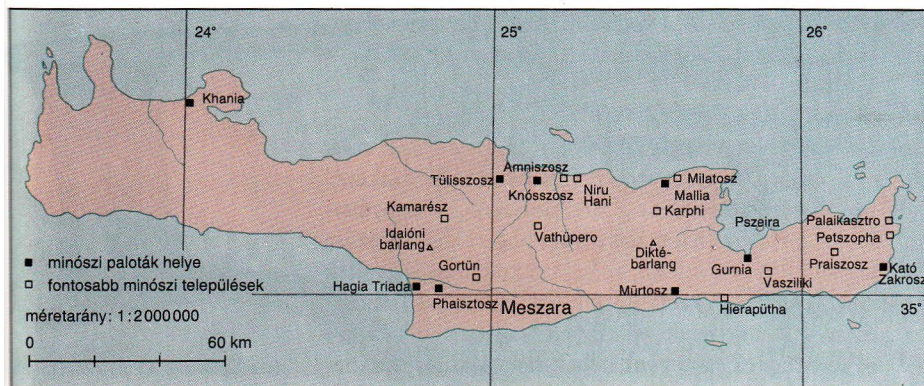 24°
25°
26°
Khania
Amniszosz
Tülisszosz
Knósszosz
Niru
Hani
Milatosz
Mallia
Karphi
Kamarész
Idaióni
barlang
Vathüpero
Dikté-
barlang
Pszeira
Palaikasztro
Petszopha
Praiszosz
Kató
Zakrosz
Gurnia
Vasziliki
Gortün
Hagia Triada
Phaisztosz
Meszara
Mürtosz
Hierapütha
35°
minószi paloták helye
fontosabb minószi települések
méretarány: 1:2 000 000
0 60 km